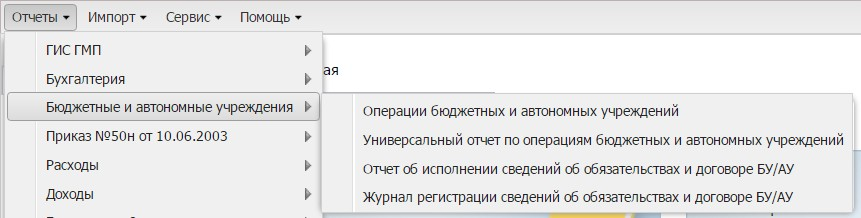 Отчеты Импорт Сервис Помощь
ГИС ГМП
ая
Бухгалтерия
Бюджетные и автономные учреждения
Приказ №50н от 10.06.2003
Расходы
Доходы
Операции бюджетных и автономных учреждений
Универсальный отчет по операциям бюджетных и автономных учреждений
Отчет об исполнении сведений об обязательствах и договоре БУ/АУ
Журнал регистрации сведений об обязательствах и договоре БУ/АУ